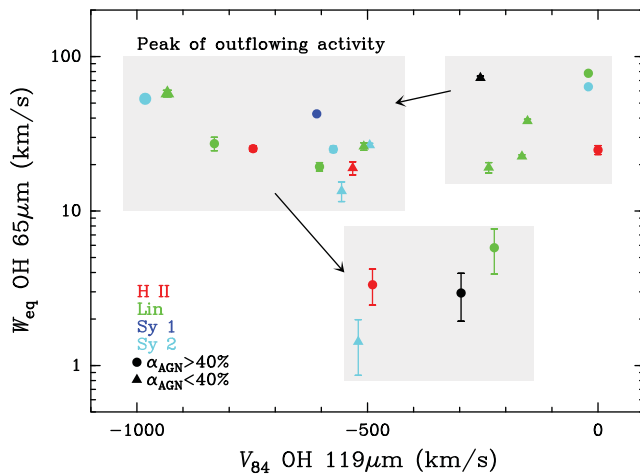 Peak of outflowing activity
100
10
1
W_eq OH 65μm (km/s)
H II
Lin
Sy 1
Sy 2
α_AGN>40%
α_AGN<40%
-1000
-500
0
V_84 OH 119μm (km/s)